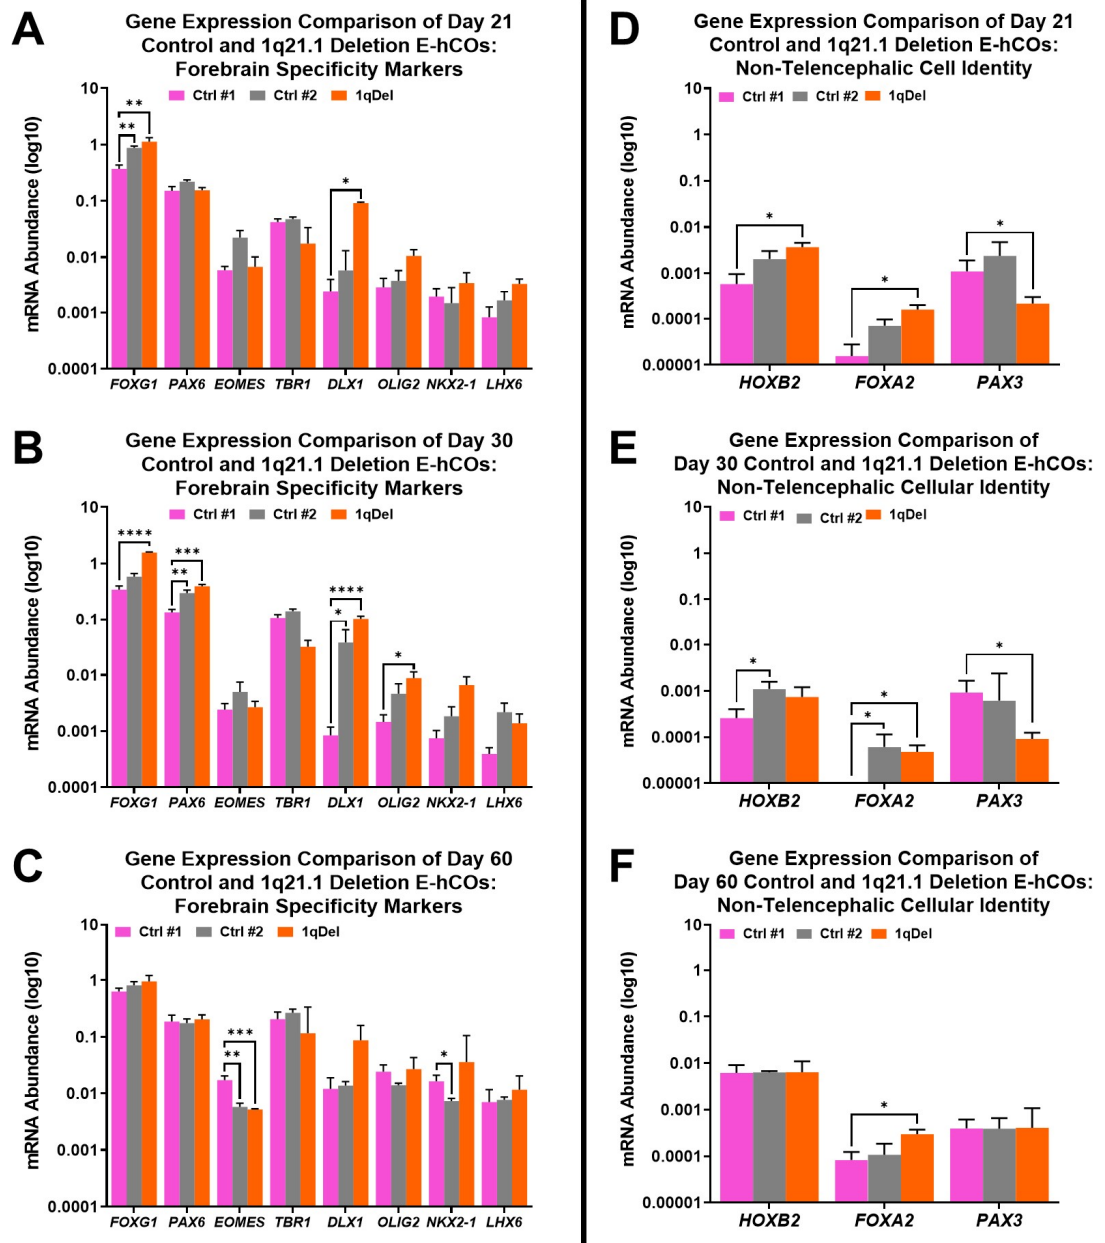 A
Gene Expression Comparison of Day 21
Control and 1q21.1 Deletion E-hCOs:
Forebrain Specificity Markers
Ctrl #1 Ctrl #2 1qDel
mRNA Abundance (log10)
10
1
0.1
0.01
0.001
0.0001
** ** *
FOXG1 PAX6 EOMES TBR1 DLX1 OLIG2 NKX2-1 LHX6
B
Gene Expression Comparison of Day 30
Control and 1q21.1 Deletion E-hCOs:
Forebrain Specificity Markers
Ctrl #1 Ctrl #2 1qDel
mRNA Abundance (log10)
10
1
0.1
0.01
0.001
0.0001
**** *** ** **** * *
FOXG1 PAX6 EOMES TBR1 DLX1 OLIG2 NKX2-1 LHX6
C
Gene Expression Comparison of Day 60
Control and 1q21.1 Deletion E-hCOs:
Forebrain Specificity Markers
Ctrl #1 Ctrl #2 1qDel
mRNA Abundance (log10)
10
1
0.1
0.01
0.001
0.0001
*** ** *
FOXG1 PAX6 EOMES TBR1 DLX1 OLIG2 NKX2-1 LHX6
D
Gene Expression Comparison of Day 21
Control and 1q21.1 Deletion E-hCOs:
Non-Telencephalic Cell Identity
Ctrl #1 Ctrl #2 1qDel
mRNA Abundance (log10)
10
1
0.1
0.01
0.001
0.0001
0.00001
* * *
HOXB2 FOXA2 PAX3
E
Gene Expression Comparison of
Day 30 Control and 1q21.1 Deletion E-hCOs:
Non-Telencephalic Cellular Identity
Ctrl #1 Ctrl #2 1qDel
mRNA Abundance (log10)
10
1
0.1
0.01
0.001
0.0001
0.00001
* * * *
HOXB2 FOXA2 PAX3
F
Gene Expression Comparison of
Day 60 Control and 1q21.1 Deletion E-hCOs:
Non-Telencephalic Cellular Identity
Ctrl #1 Ctrl #2 1qDel
mRNA Abundance (log10)
10
1
0.1
0.01
0.001
0.0001
0.00001
*
HOXB2 FOXA2 PAX3